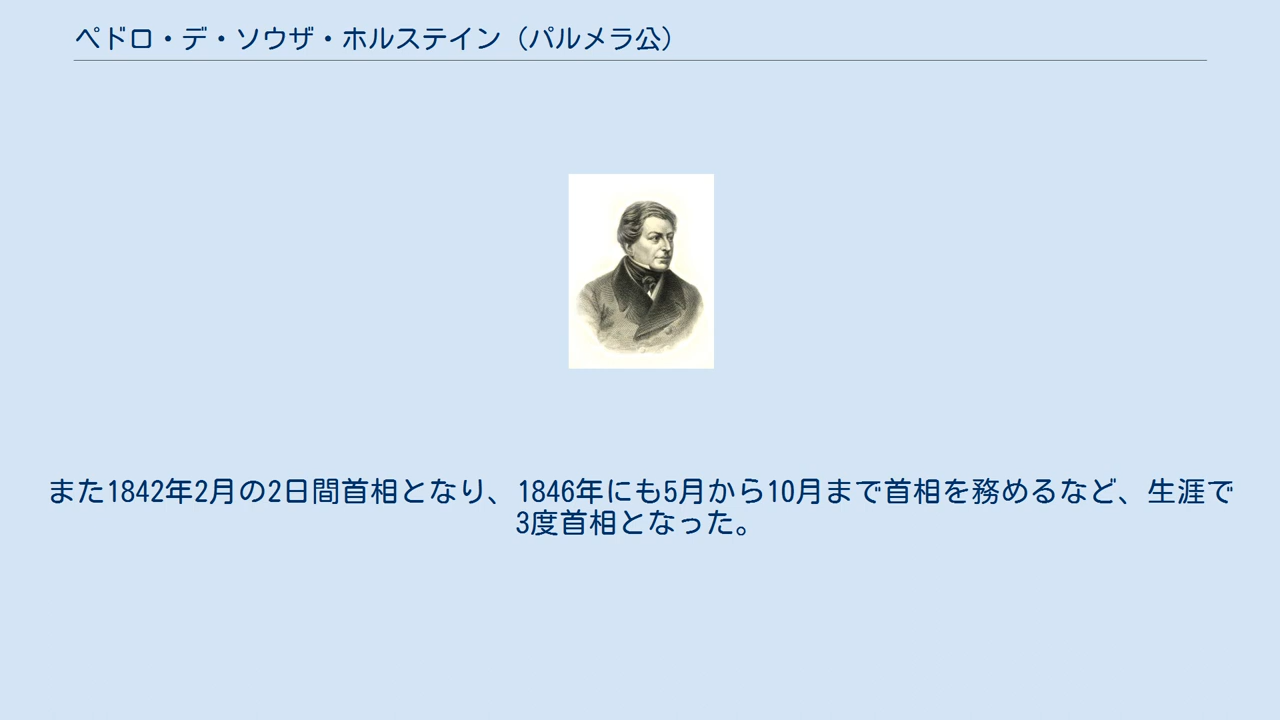 ペドロ・デ・ソウザ・ホルステイン（パルメラ公）
また1842年2月の2日間首相となり、1846年にも5月から10月まで首相を務めるなど、生涯で
3度首相となった。